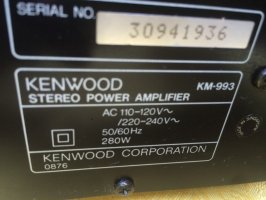 SERIAL NO.
30941936
KENWOOD KM-993
STEREO POWER AMPLIFIER
AC 110-120V~
/220-240V~
50/60Hz
280W
KENWOOD CORPORATION
0876